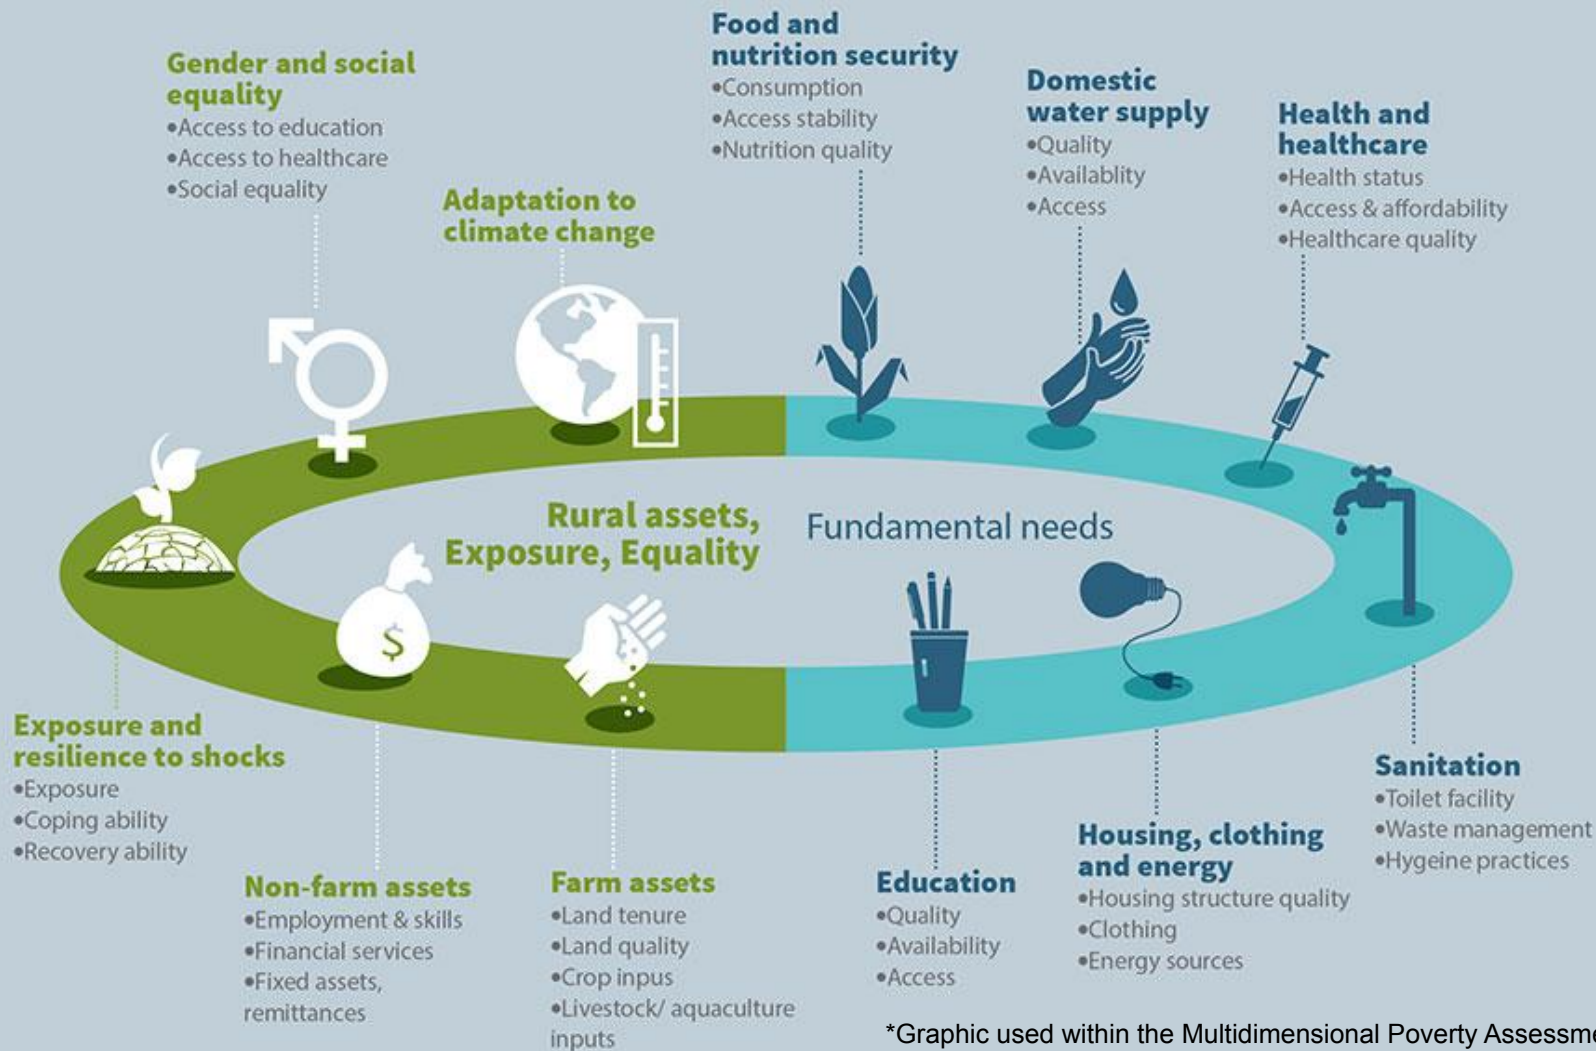 Gender and social
equality
•Access to education
•Access to healthcare
•Social equality
Adaptation to
climate change
Food and
nutrition security
•Consumption
•Access stability
•Nutrition quality
Domestic
water supply
•Quality
•Availablity
•Access
Health and
healthcare
•Health status
•Access & affordability
•Healthcare quality
Rural assets,
Exposure, Equality
Fundamental needs
$
Exposure and
resilience to shocks
•Exposure
•Coping ability
•Recovery ability
Non-farm assets
•Employment & skills
•Financial services
•Fixed assets,
remittances
Farm assets
•Land tenure
•Land quality
•Crop inpus
•Livestock/ aquaculture
inputs
Education
•Quality
•Availability
•Access
Housing, clothing
and energy
•Housing structure quality
•Clothing
•Energy sources
Sanitation
•Toilet facility
•Waste management
•Hygeine practices
*Graphic used within the Multidimensional Poverty Assessme